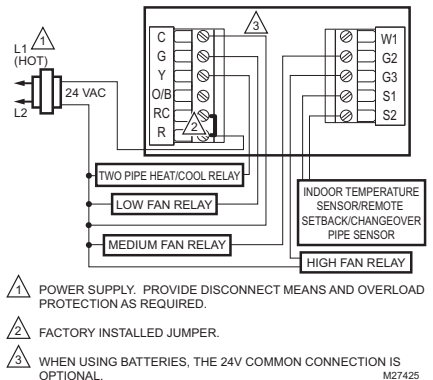 3
1
L1
(HOT)
24 VAC
L2
C
G
Y
O/B
RC
R
2
W1
G2
G3
S1
S2
TWO PIPE HEAT/COOL RELAY
LOW FAN RELAY
MEDIUM FAN RELAY
HIGH FAN RELAY
INDOOR TEMPERATURE
SENSOR/REMOTE
SETBACK/CHANGEOVER
PIPE SENSOR
1 POWER SUPPLY. PROVIDE DISCONNECT MEANS AND OVERLOAD
PROTECTION AS REQUIRED.
2 FACTORY INSTALLED JUMPER.
3 WHEN USING BATTERIES, THE 24V COMMON CONNECTION IS
OPTIONAL.
M27425